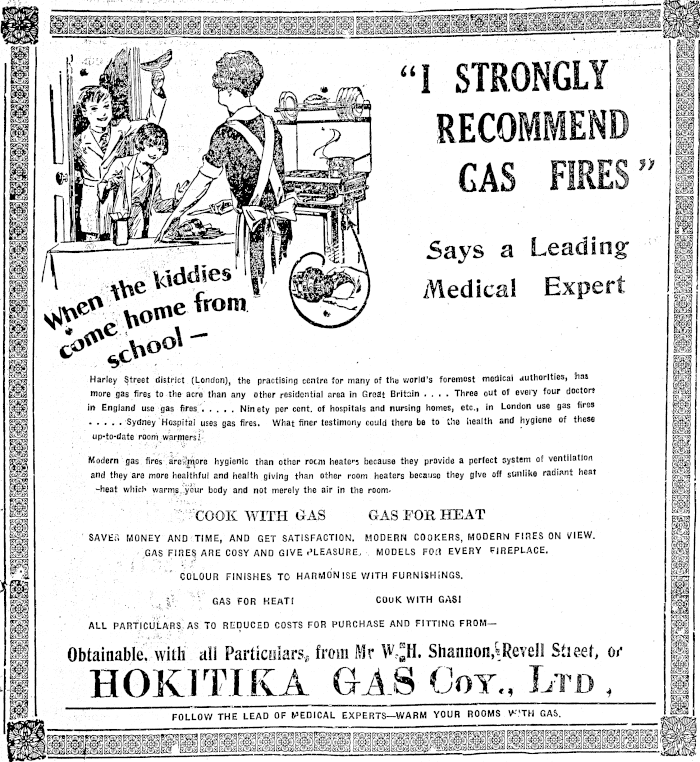 "I STRONGLY
RECOMMEND
GAS FIRES"
Says a Leading
Medical Expert
When the kiddies
come home from
school —
Harley Street district (London), the practising centre for many of the world's foremost medical authorities, has
more gas fires to the acre than any other residential area in Great Britain . . . . Three out of every four doctors
in England use gas fires . . . . . Ninety per cent. of hospitals and nursing homes, etc., in London use gas fires
. . . . . Sydney Hospital uses gas fires. What finer testimony could there be to the health and hygiene of these
up-to-date room warmers!
Modern gas fires are more hygienic than other room heaters because they provide a perfect system of ventilation
and they are more healthful and health giving than other room heaters because they give off sunlike radiant heat
—heat which warms your body and not merely the air in the room.
COOK WITH GAS GAS FOR HEAT
SAVES MONEY AND TIME, AND GET SATISFACTION. MODERN COOKERS, MODERN FIRES ON VIEW.
GAS FIRES ARE COSY AND GIVE PLEASURE. MODELS FOR EVERY FIREPLACE.
COLOUR FINISHES TO HARMONISE WITH FURNISHINGS.
GAS FOR HEAT! COOK WITH GAS!
ALL PARTICULARS AS TO REDUCED COSTS FOR PURCHASE AND FITTING FROM—
Obtainable, with all Particulars, from Mr W. H. Shannon, Revell Street, or
HOKITIKA GAS COY., LTD.
FOLLOW THE LEAD OF MEDICAL EXPERTS—WARM YOUR ROOMS WITH GAS.